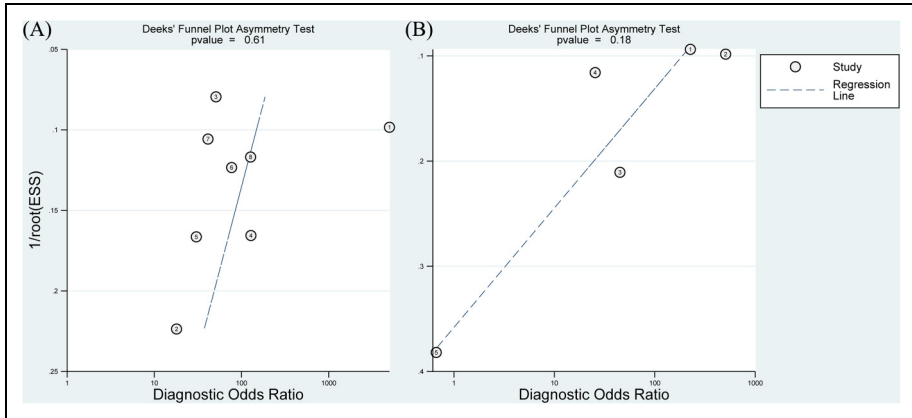 (A)
Deeks' Funnel Plot Asymmetry Test
pvalue = 0.61
.05
.1
.15
.2
.25
1/root(ESS)
3
1
7
8
6
5
4
2
1
10
100
1000
Diagnostic Odds Ratio
(B)
Deeks' Funnel Plot Asymmetry Test
pvalue = 0.18
.1
.2
.3
.4
1
2
4
3
5
1
10
100
1000
Diagnostic Odds Ratio
Study
Regression
Line